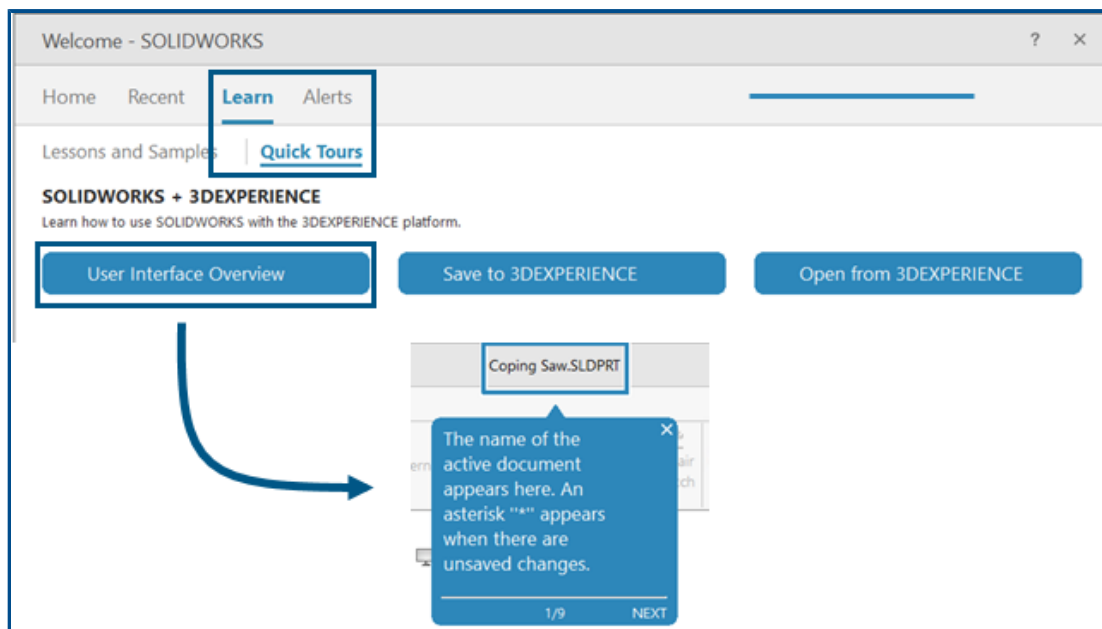 Welcome - SOLIDWORKS ? ×
Home Recent Learn Alerts
Lessons and Samples Quick Tours
SOLIDWORKS + 3DEXPERIENCE
Learn how to use SOLIDWORKS with the 3DEXPERIENCE platform.
User Interface Overview Save to 3DEXPERIENCE Open from 3DEXPERIENCE
Coping Saw.SLDPRT
The name of the
active document
appears here. An
asterisk "*" appears
when there are
unsaved changes.
1/9 NEXT